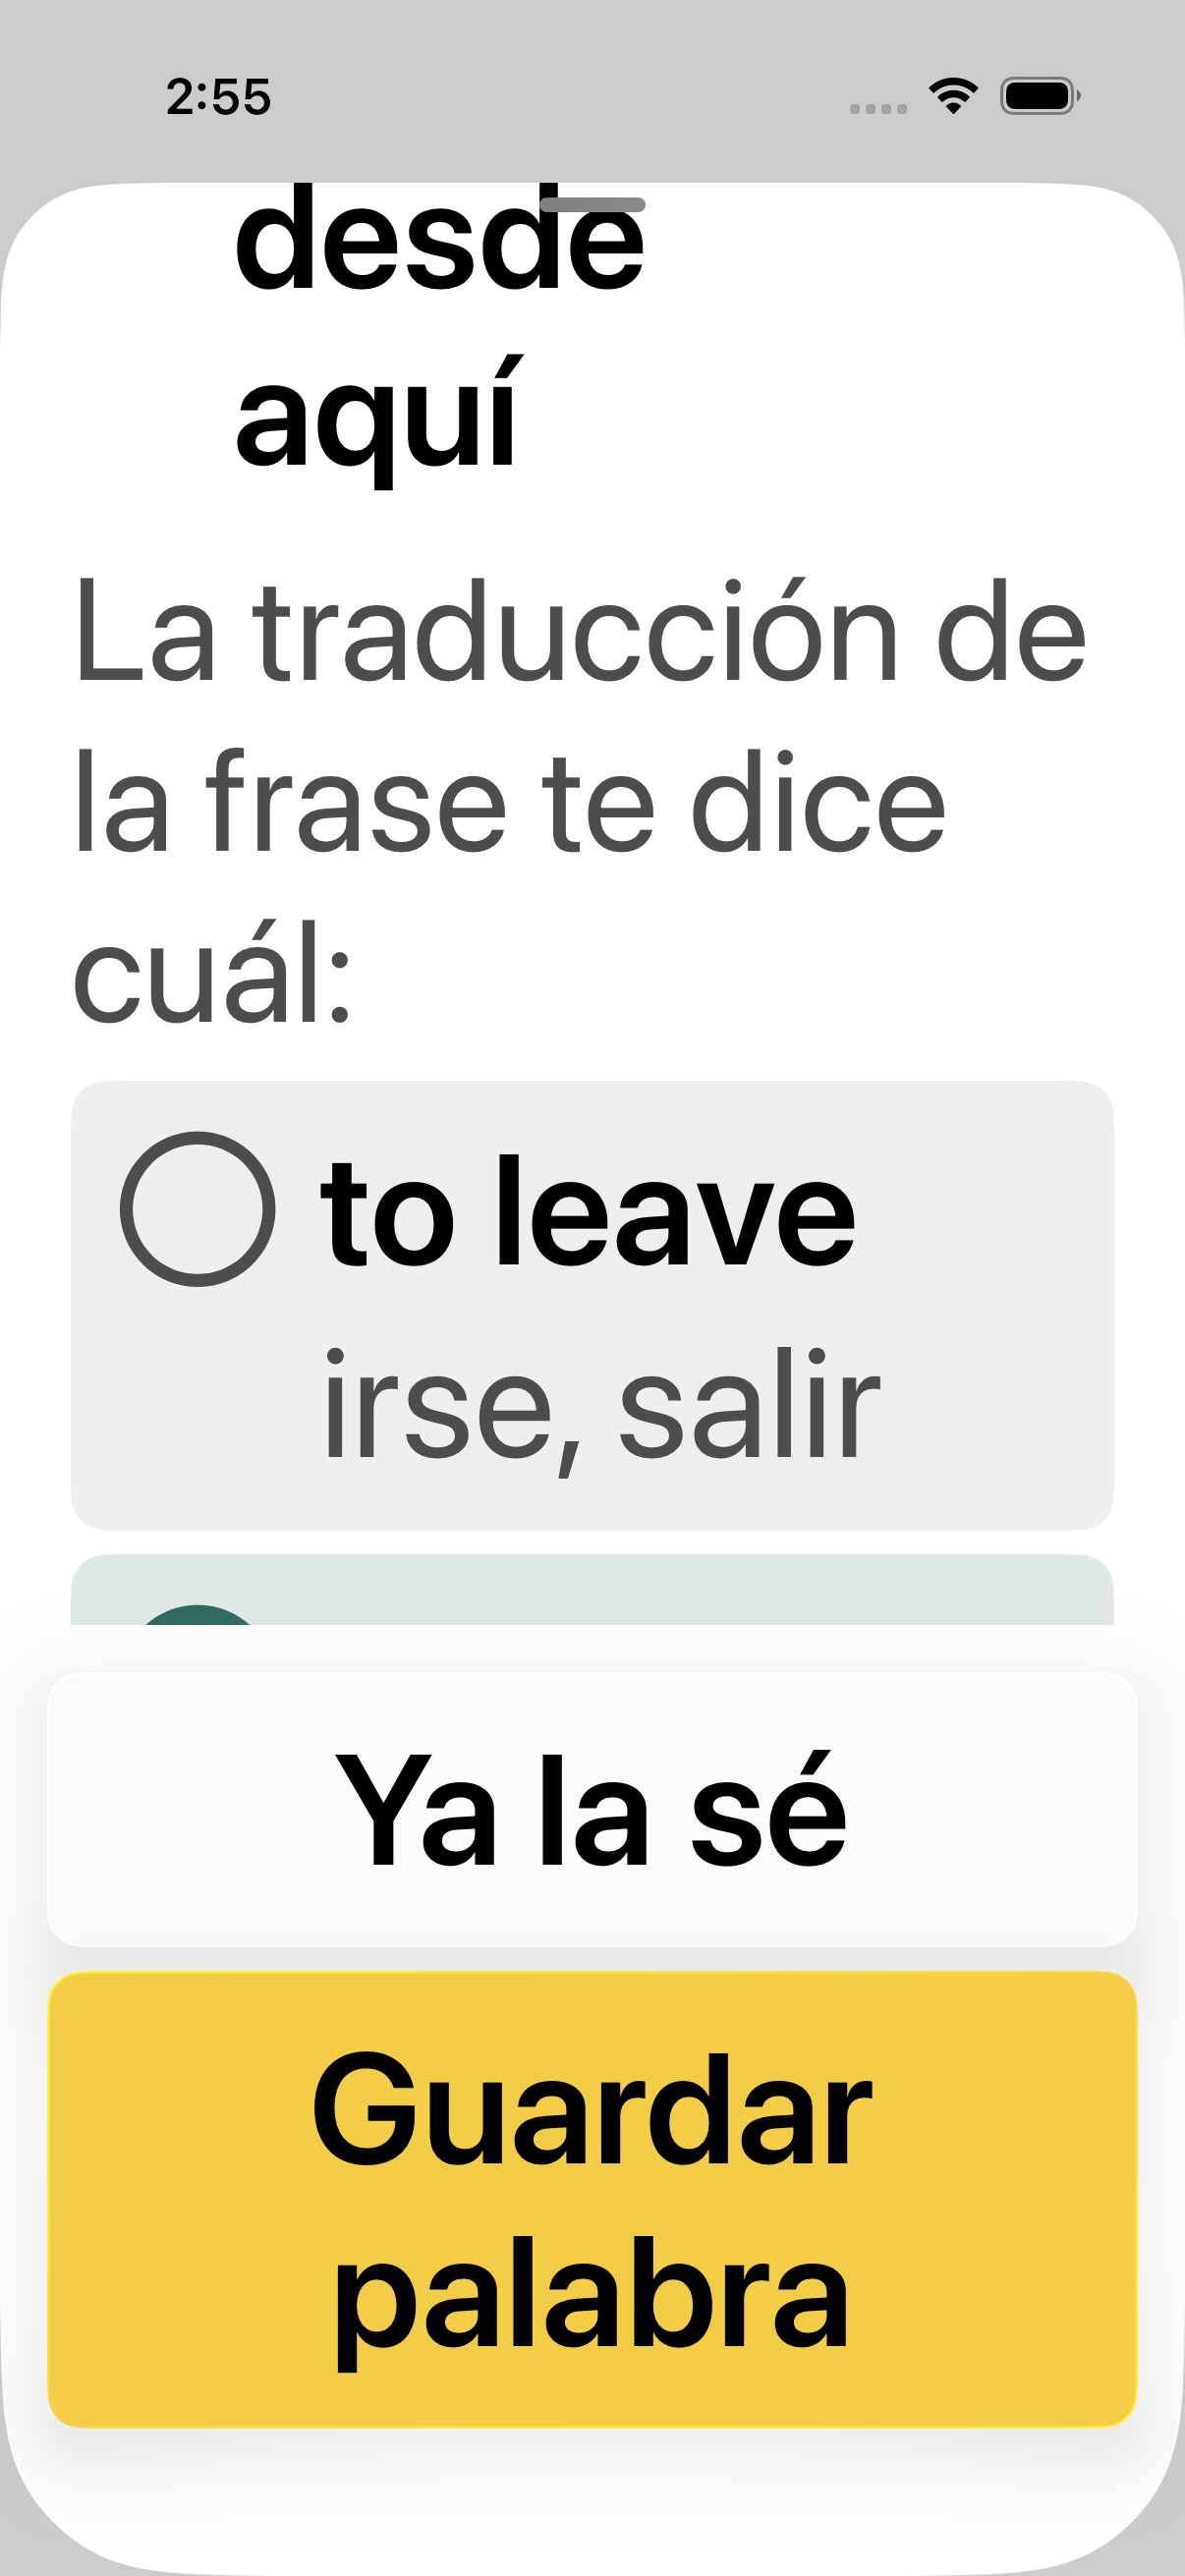 2:55
desde
aquí
La traducción de
la frase te dice
cuál:
to leave
irse, salir
Ya la sé
Guardar
palabra